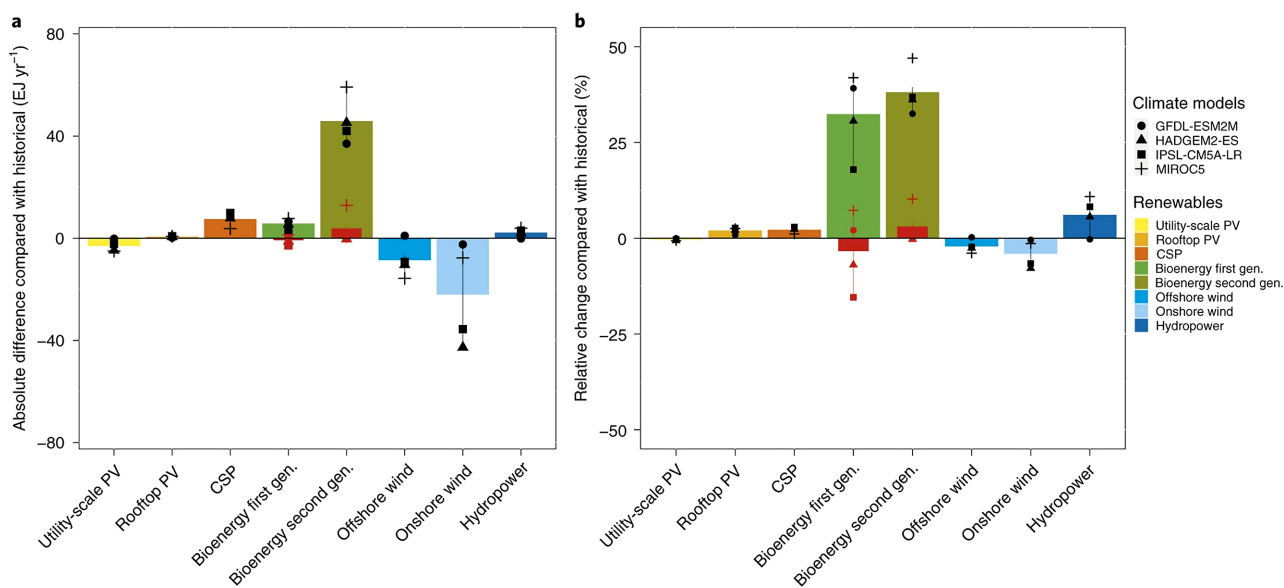 a
Absolute difference compared with historical (EJ yr⁻¹)
80
40
0
−40
−80
Utility-scale PV
Rooftop PV
CSP
Bioenergy first gen.
Bioenergy second gen.
Offshore wind
Onshore wind
Hydropower
b
Relative change compared with historical (%)
50
25
0
−25
−50
Utility-scale PV
Rooftop PV
CSP
Bioenergy first gen.
Bioenergy second gen.
Offshore wind
Onshore wind
Hydropower
Climate models
GFDL-ESM2M
HADGEM2-ES
IPSL-CM5A-LR
MIROC5
Renewables
Utility-scale PV
Rooftop PV
CSP
Bioenergy first gen.
Bioenergy second gen.
Offshore wind
Onshore wind
Hydropower